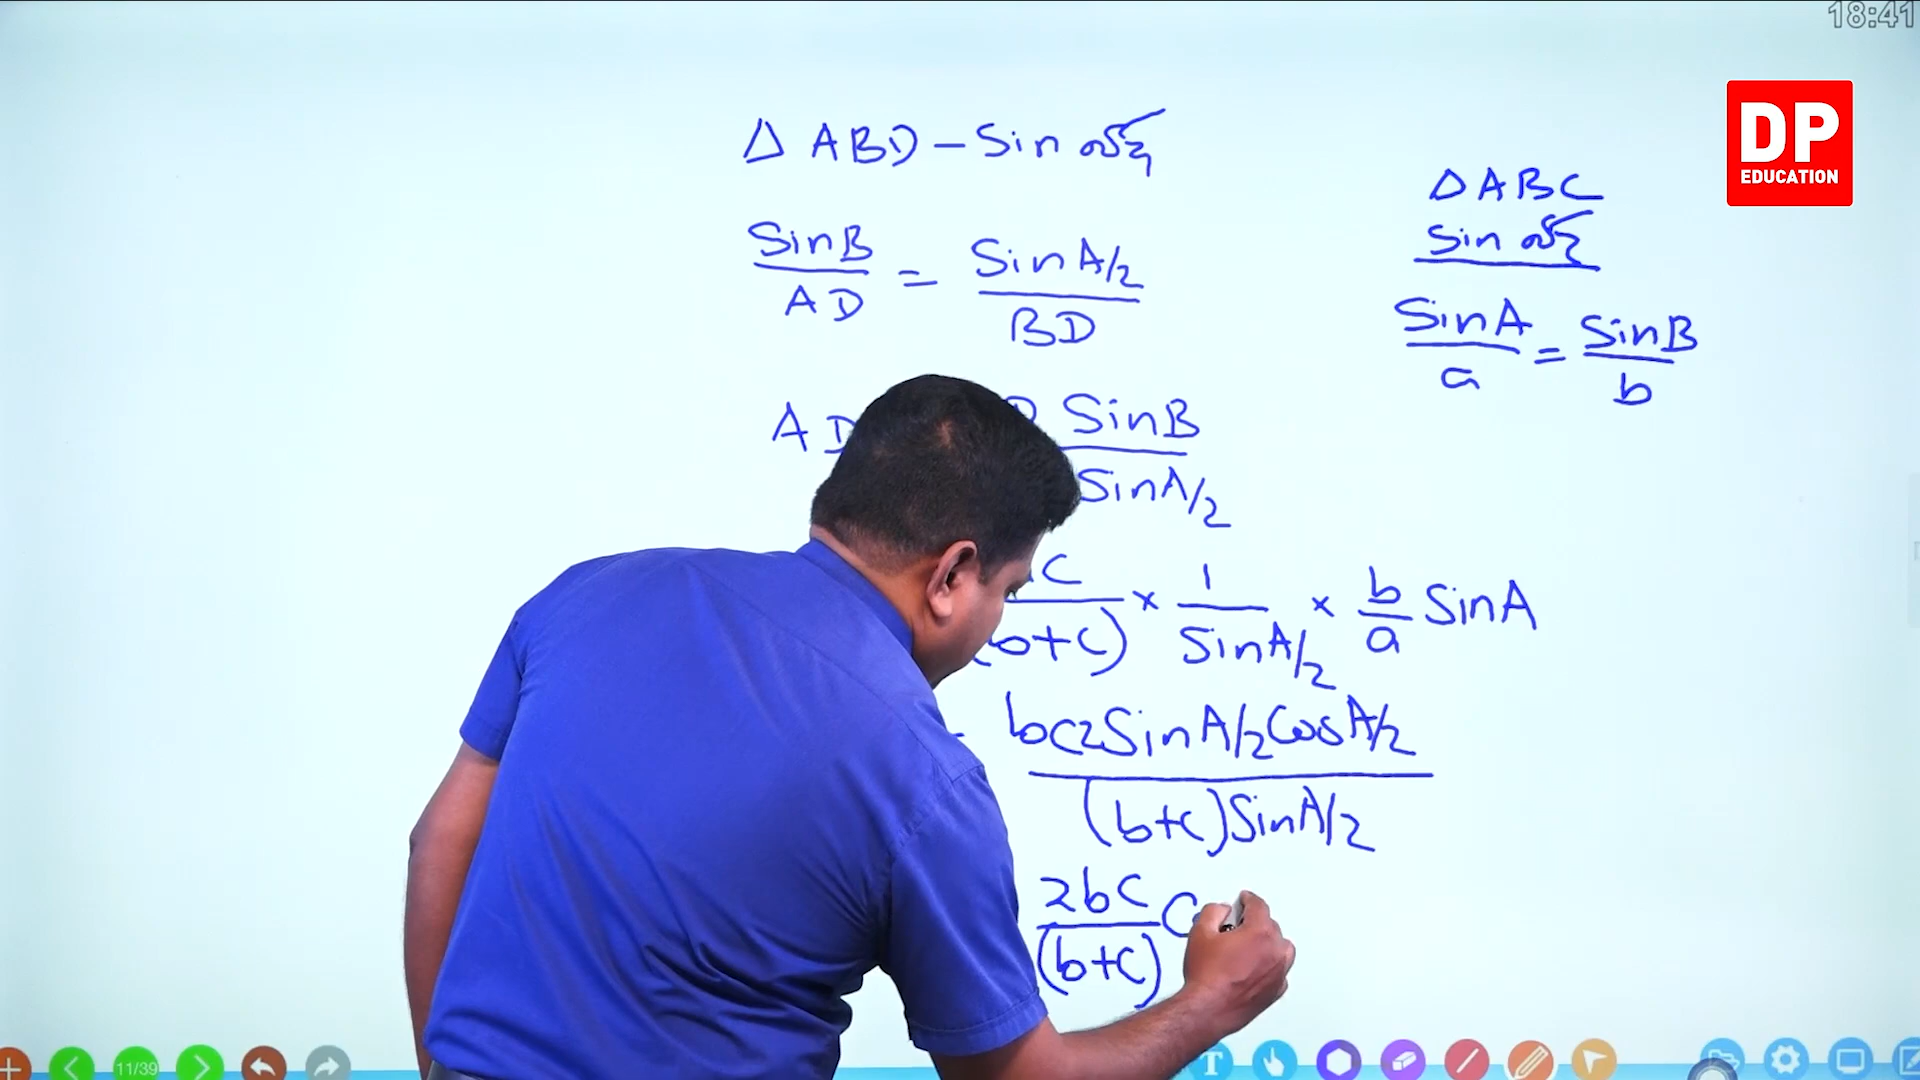 18:41
DP
EDUCATION
Δ ABD – Sin නීති
SinB / AD = SinA/2 / BD
AD SinB / SinA/2
C / (b+c) × 1 / SinA/2 × b / a SinA
bc2SinA/2CosA/2 / (b+c)SinA/2
2bC / (b+c) C
Δ ABC
Sin නීති
SinA / a = SinB / b
11/39
T